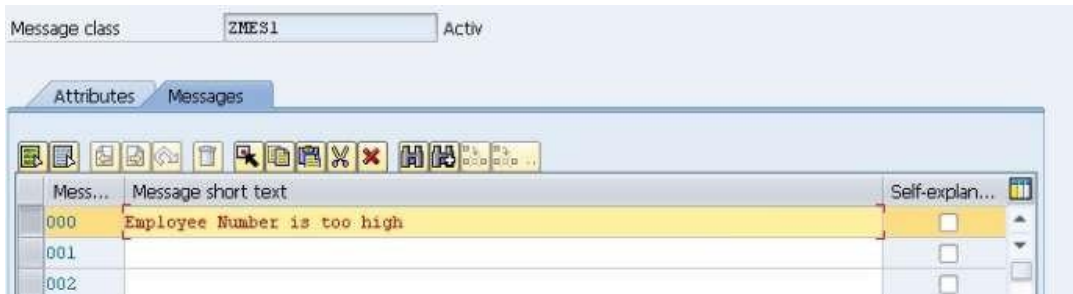 Message class ZMES1 Activ
Attributes Messages
Mess... Message short text Self-explan...
000 Employee Number is too high
001
002